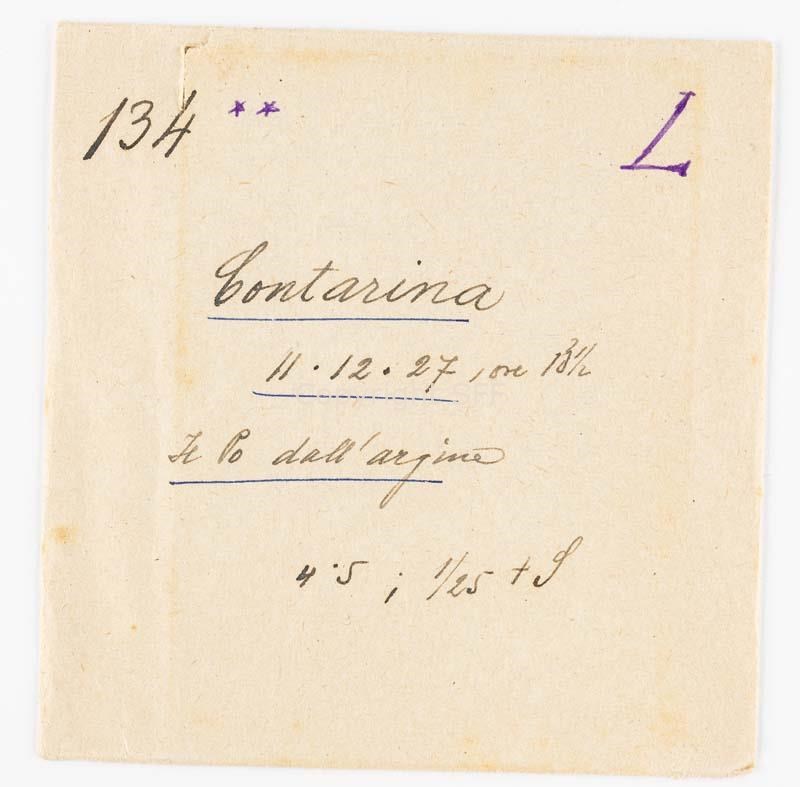 134 ** L
Contarina
11 · 12 · 27, ore 13½
Il Po dall'argine
4·5 ; 1/25 + S